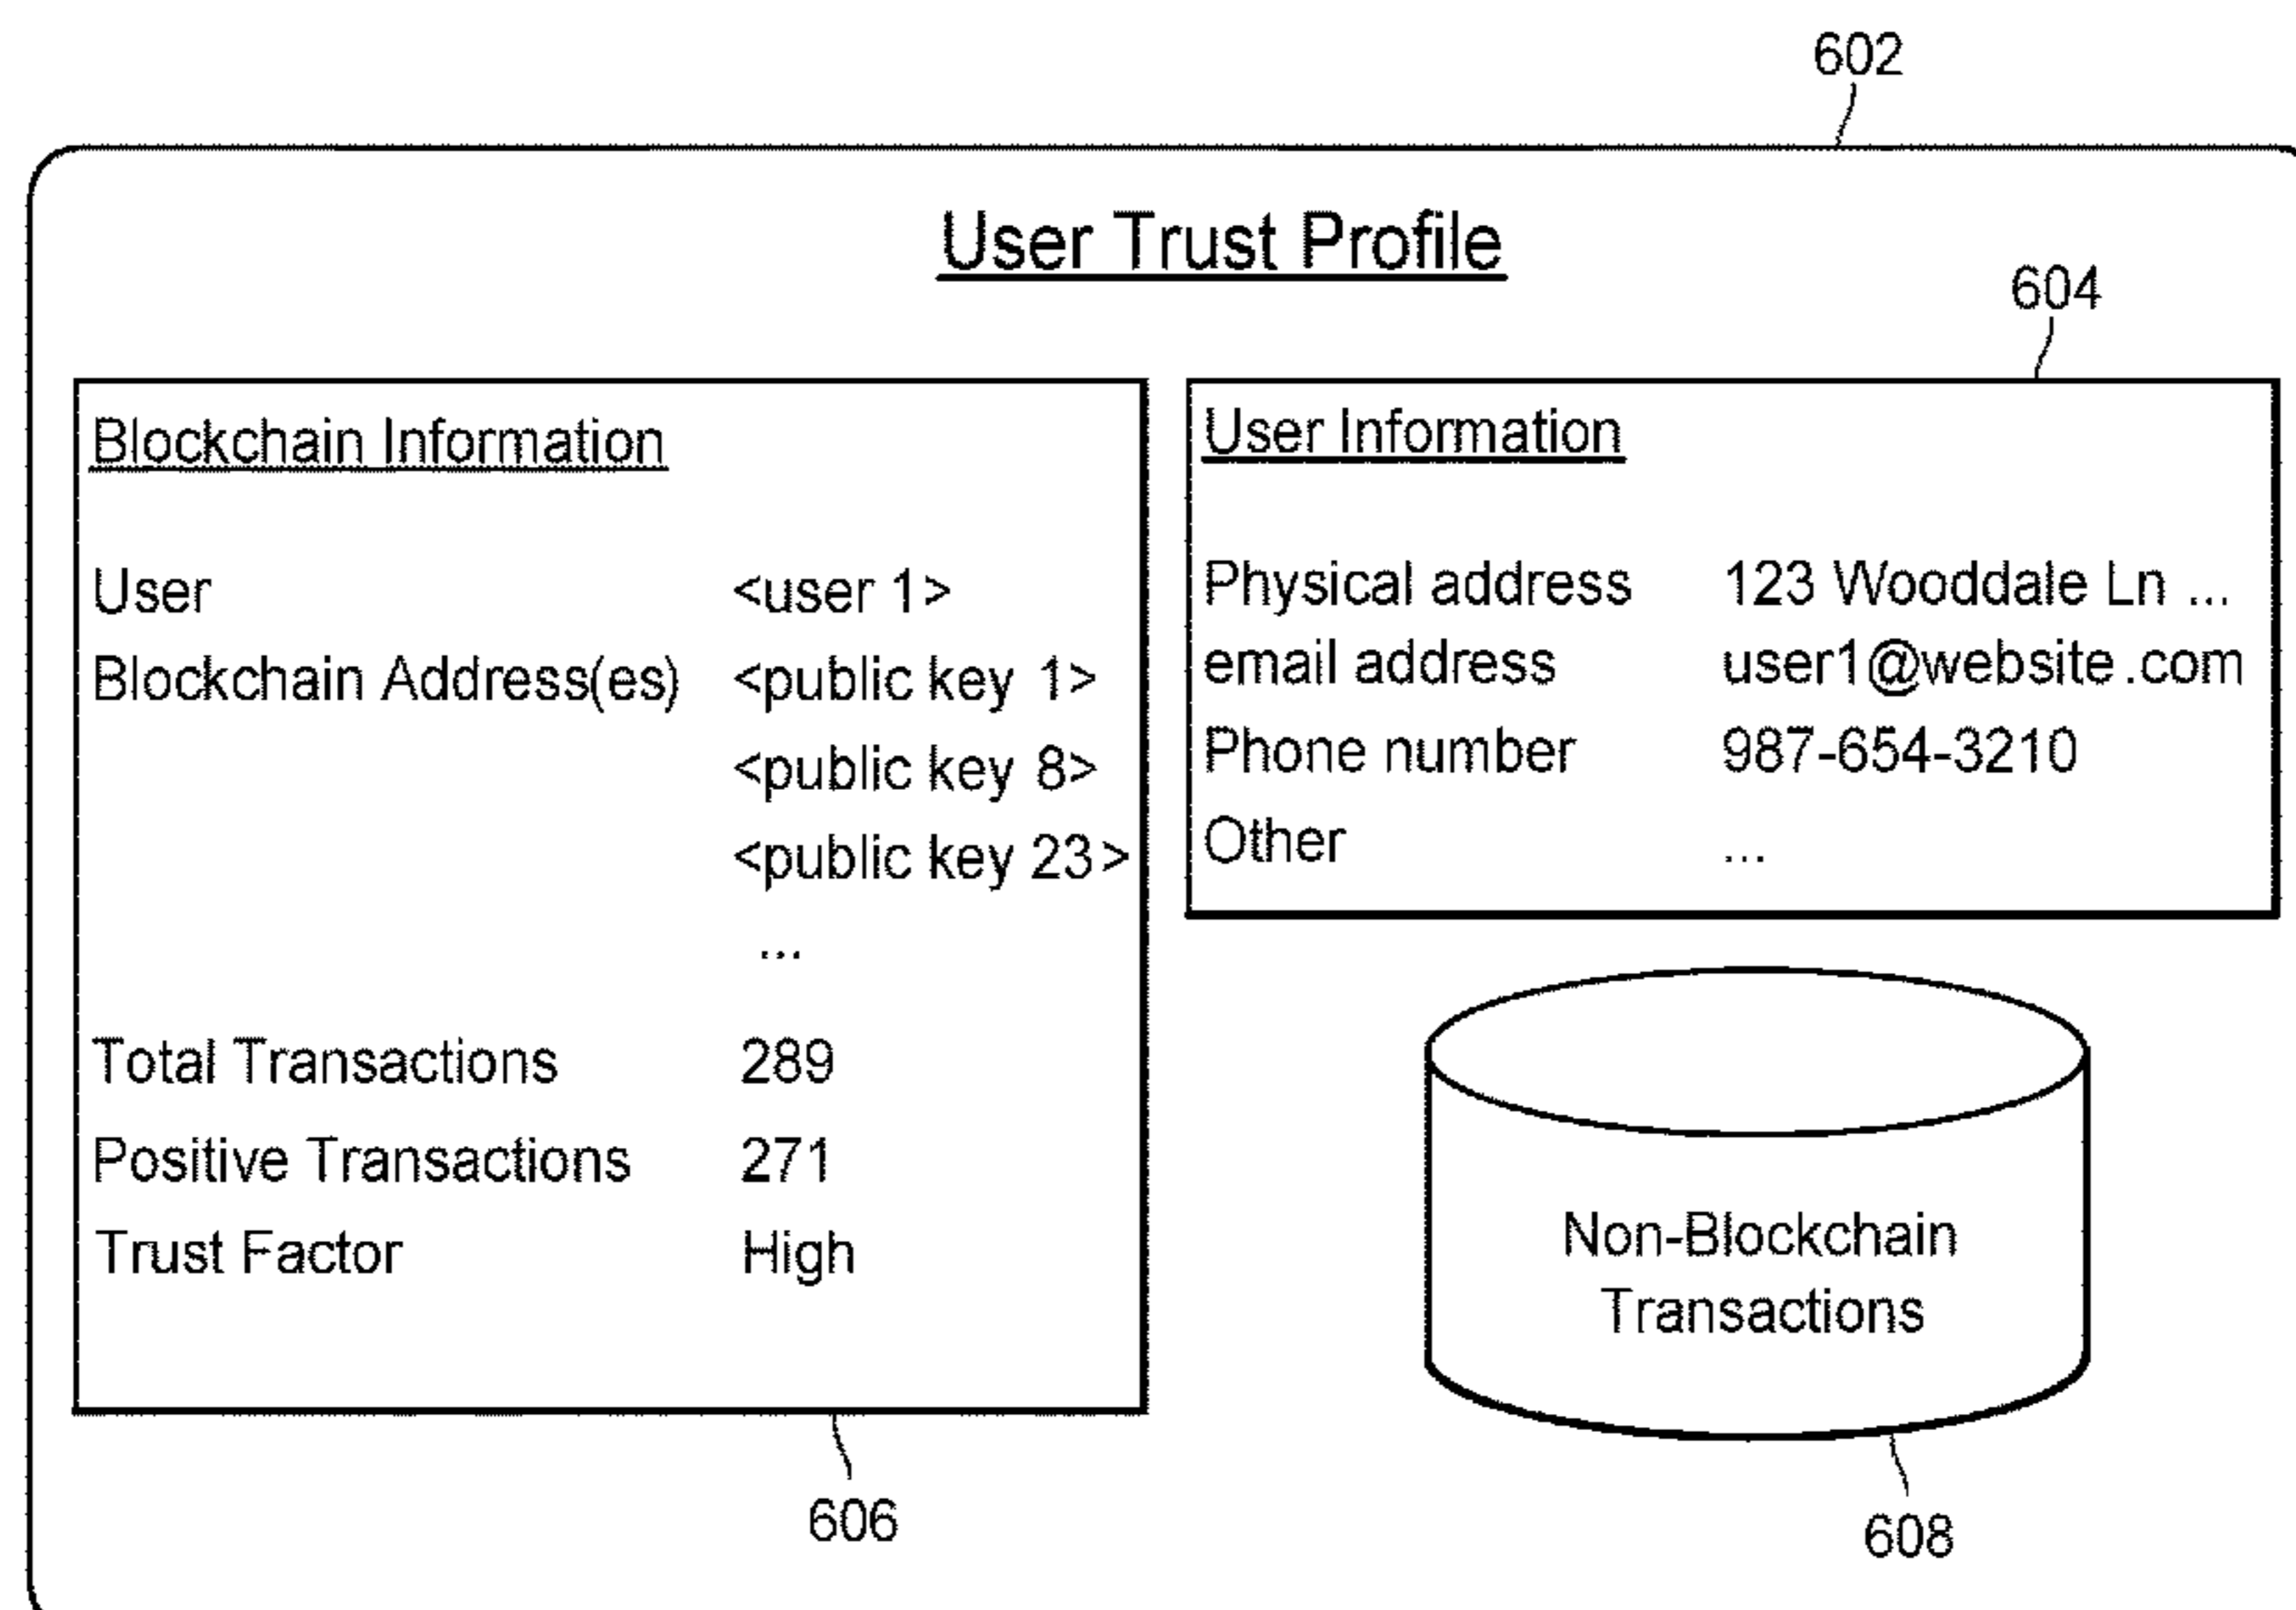 602
User Trust Profile
604
Blockchain Information
User <user 1>
Blockchain Address(es) <public key 1>
<public key 8>
<public key 23>
...
Total Transactions 289
Positive Transactions 271
Trust Factor High
606
User Information
Physical address 123 Wooddale Ln ...
email address user1@website.com
Phone number 987-654-3210
Other ...
Non-Blockchain
Transactions
608